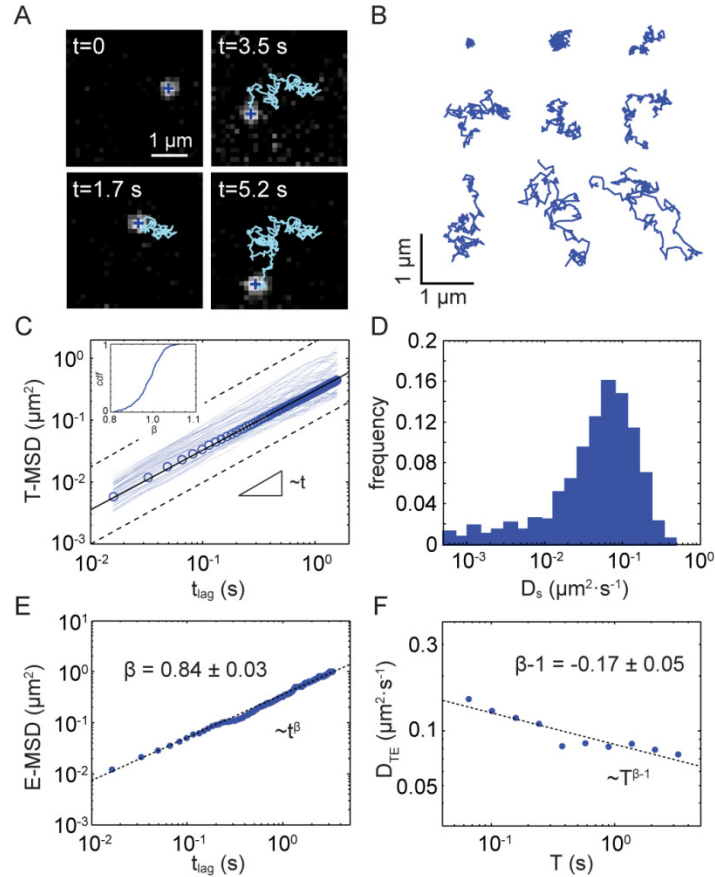 A
t=0
1 µm
t=3.5 s
t=1.7 s
t=5.2 s
B
1 µm
1 µm
C
T-MSD (µm²)
10⁰
10⁻¹
10⁻²
10⁻³
10⁻²
10⁻¹
10⁰
t_lag (s)
~t
cdf
1
0
0.8
1.0
1.1
β
D
frequency
0.2
0.16
0.12
0.08
0.04
0
10⁻³
10⁻²
10⁻¹
10⁰
D_s (µm²·s⁻¹)
E
E-MSD (µm²)
10¹
10⁰
10⁻¹
10⁻²
10⁻³
10⁻²
10⁻¹
10⁰
t_lag (s)
β = 0.84 ± 0.03
~t^β
F
D_TE (µm²·s⁻¹)
0.3
0.1
0.05
10⁻¹
10⁰
T (s)
β-1 = -0.17 ± 0.05
~T^β-1